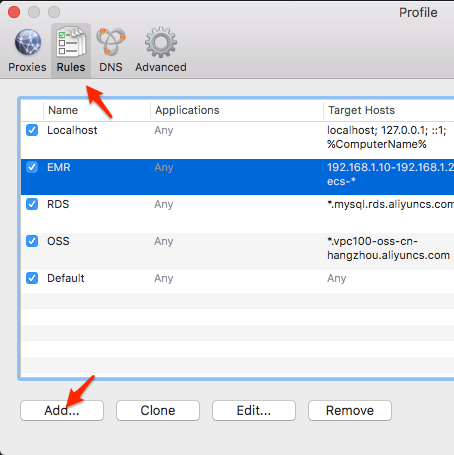 Profile
Proxies Rules DNS Advanced
Name Applications Target Hosts
Localhost Any localhost; 127.0.0.1; ::1;
%ComputerName%
EMR Any 192.168.1.10-192.168.1.2
ecs-*
RDS Any *.mysql.rds.aliyuncs.com
OSS Any *.vpc100-oss-cn-
hangzhou.aliyuncs.com
Default Any Any
Add... Clone Edit... Remove